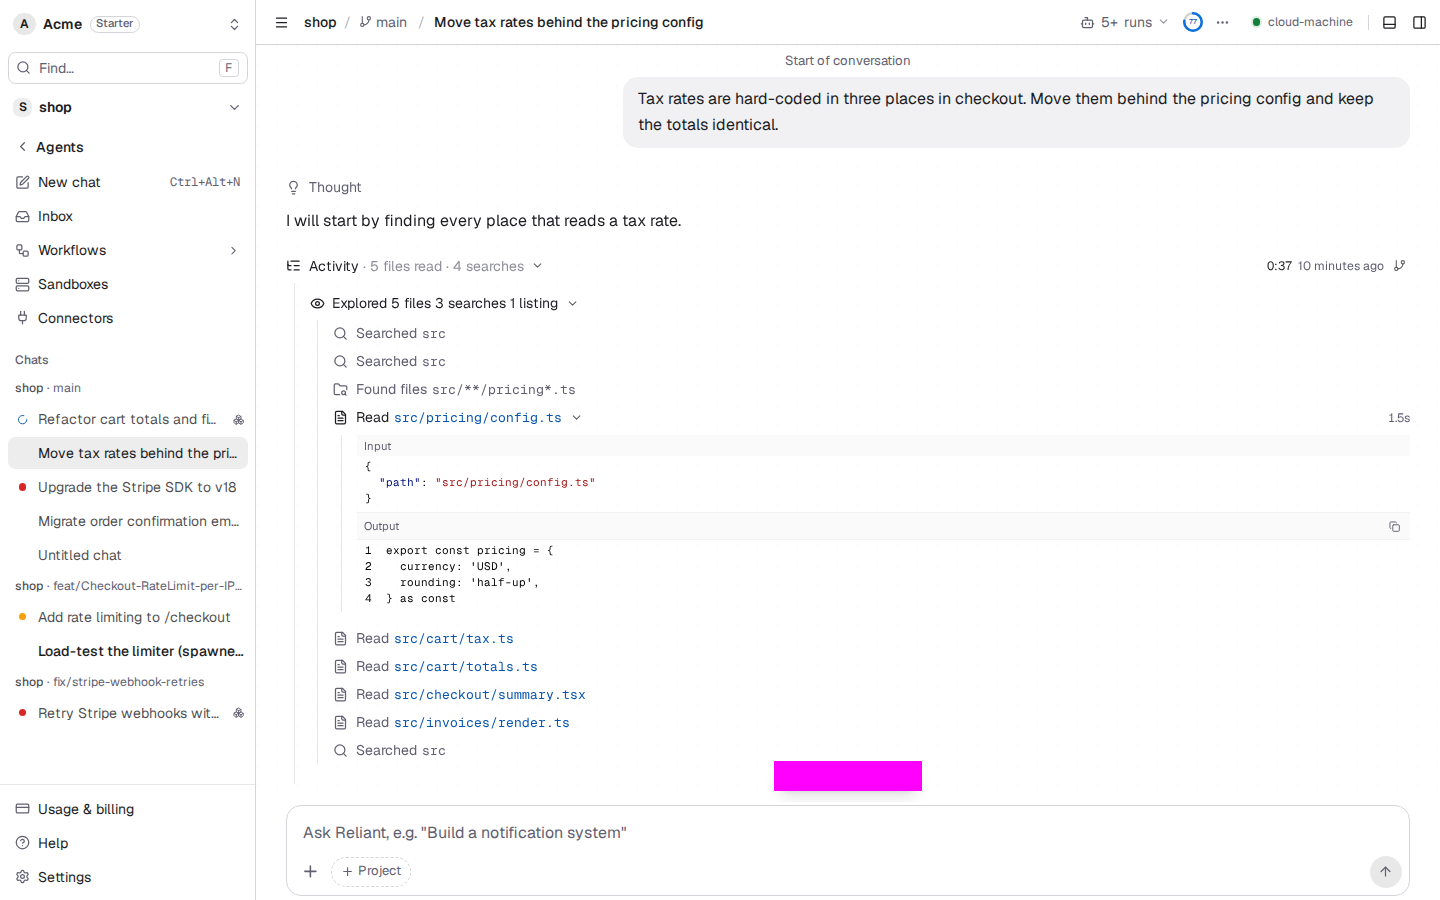 A Acme Starter
Find... F
S shop
Agents
New chat Ctrl+Alt+N
Inbox
Workflows
Sandboxes
Connectors
Chats
shop · main
Refactor cart totals and fi...
Move tax rates behind the pri...
Upgrade the Stripe SDK to v18
Migrate order confirmation em...
Untitled chat
shop · feat/Checkout-RateLimit-per-IP...
Add rate limiting to /checkout
Load-test the limiter (spawne...
shop · fix/stripe-webhook-retries
Retry Stripe webhooks wit...
Usage & billing
Help
Settings
shop / main / Move tax rates behind the pricing config
5+ runs 77 cloud-machine
Start of conversation
Tax rates are hard-coded in three places in checkout. Move them behind the pricing config and keep
the totals identical.
Thought
I will start by finding every place that reads a tax rate.
Activity · 5 files read · 4 searches 0:37 10 minutes ago
Explored 5 files 3 searches 1 listing
Searched src
Searched src
Found files src/**/pricing*.ts
Read src/pricing/config.ts 1.5s
Input
{
"path": "src/pricing/config.ts"
}
Output
1 export const pricing = {
2 currency: 'USD',
3 rounding: 'half-up',
4 } as const
Read src/cart/tax.ts
Read src/cart/totals.ts
Read src/checkout/summary.tsx
Read src/invoices/render.ts
Searched src
Ask Reliant, e.g. "Build a notification system"
+ Project